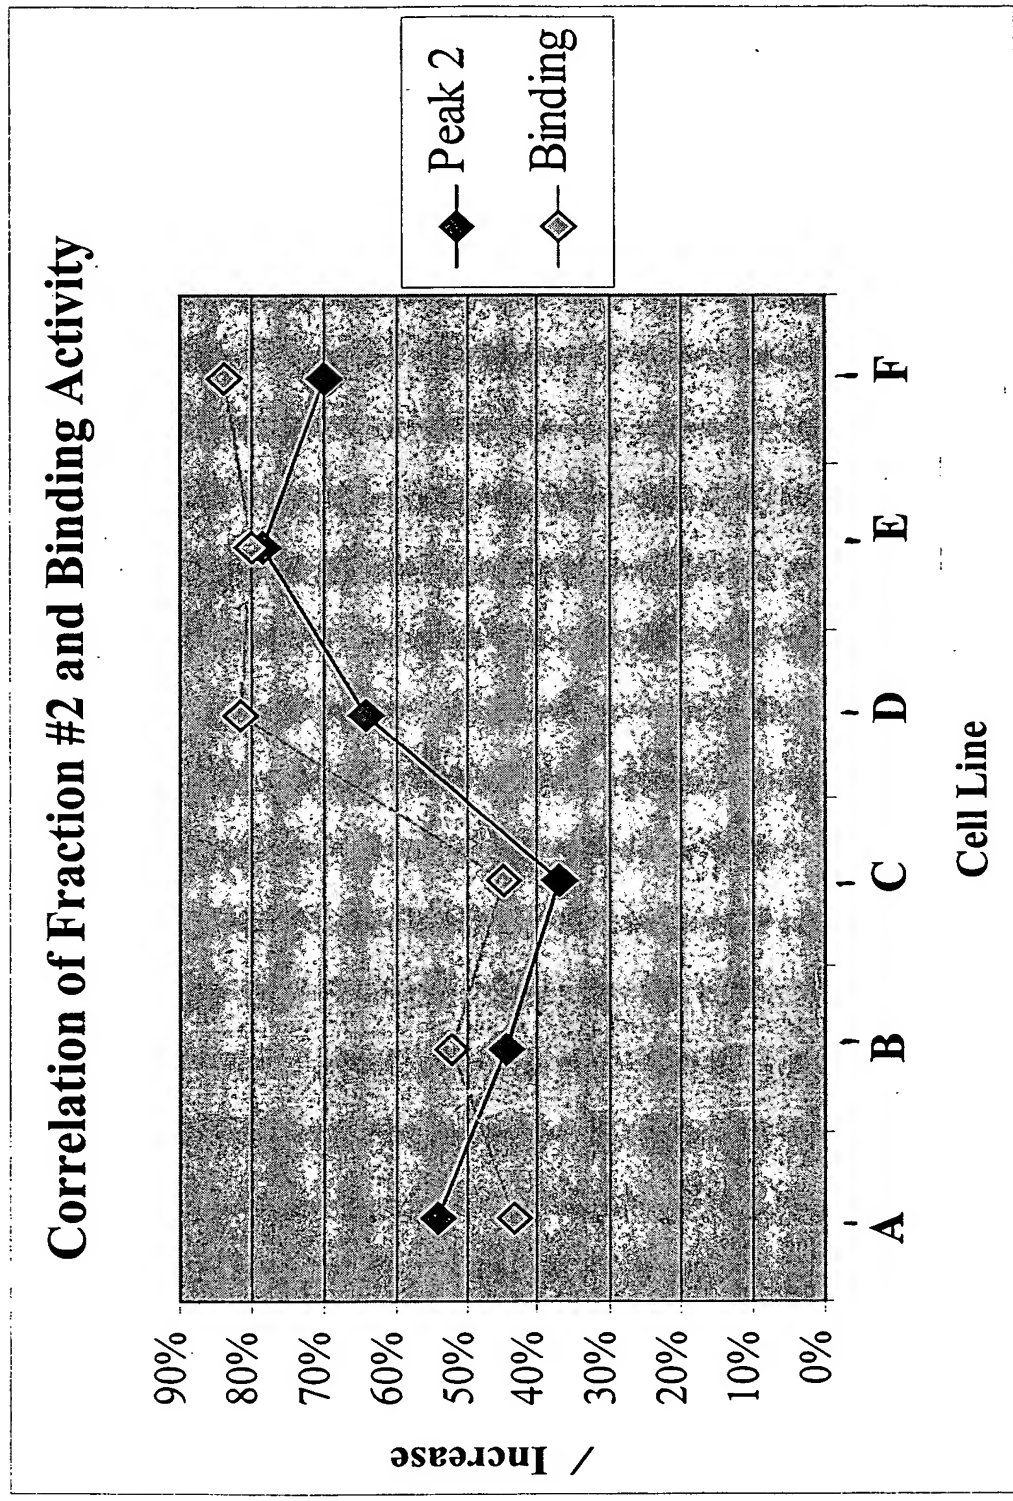 Correlation of Fraction #2 and Binding Activity
90%
80%
70%
60%
50%
40%
30%
20%
10%
0%
/ Increase
A B C D E F
Cell Line
Peak 2
Binding